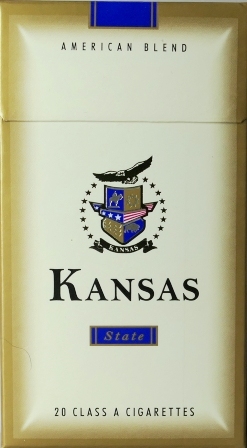 AMERICAN BLEND
KANSAS
KANSAS
State
20 CLASS A CIGARETTES